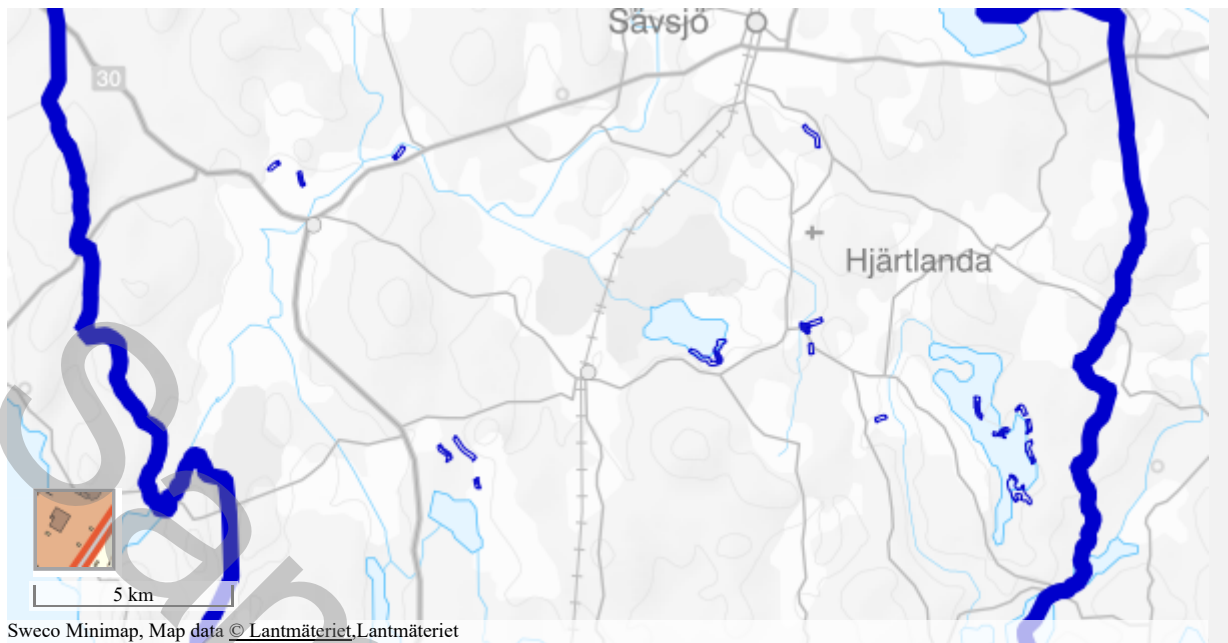 Sävsjö
30
Hjärtlanda
5 km
Sweco Minimap, Map data © Lantmäteriet,Lantmäteriet